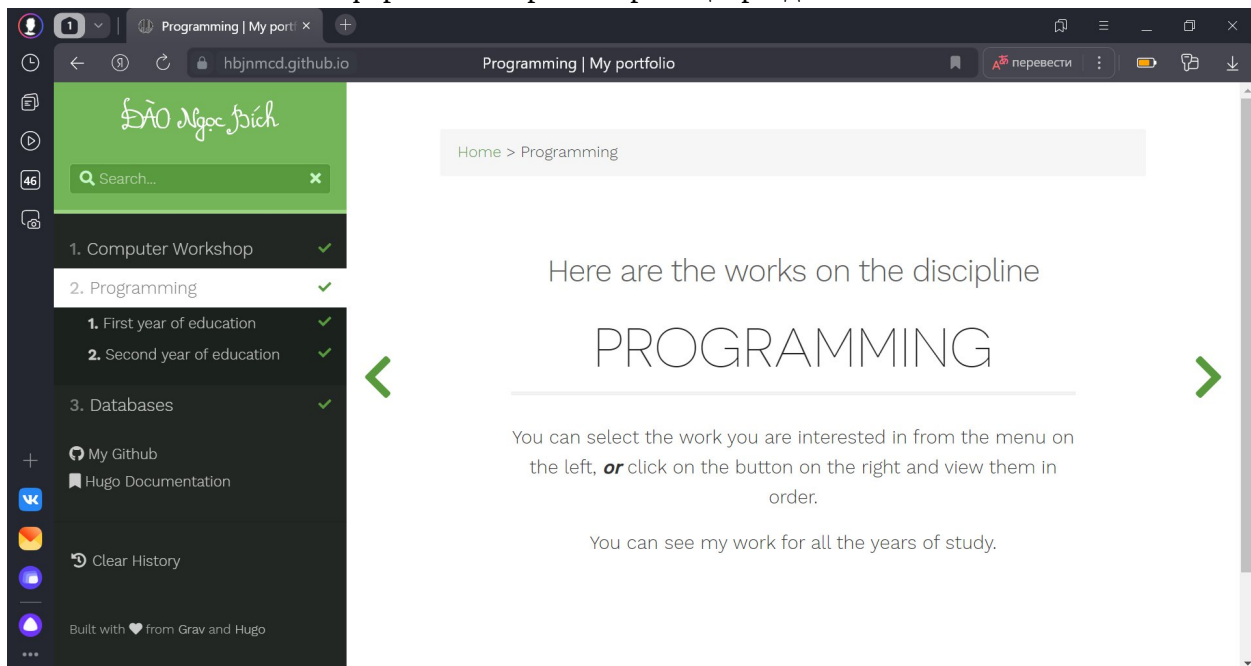 1
Programming | My portf
hbjnmcd.github.io
Programming | My portfolio
перевести
46
ĐÀO Ngọc Bích
Search...
Home > Programming
1. Computer Workshop
2. Programming
1. First year of education
2. Second year of education
3. Databases
My Github
Hugo Documentation
Clear History
Built with from Grav and Hugo
Here are the works on the discipline
PROGRAMMING
You can select the work you are interested in from the menu on
the left, or click on the button on the right and view them in
order.
You can see my work for all the years of study.